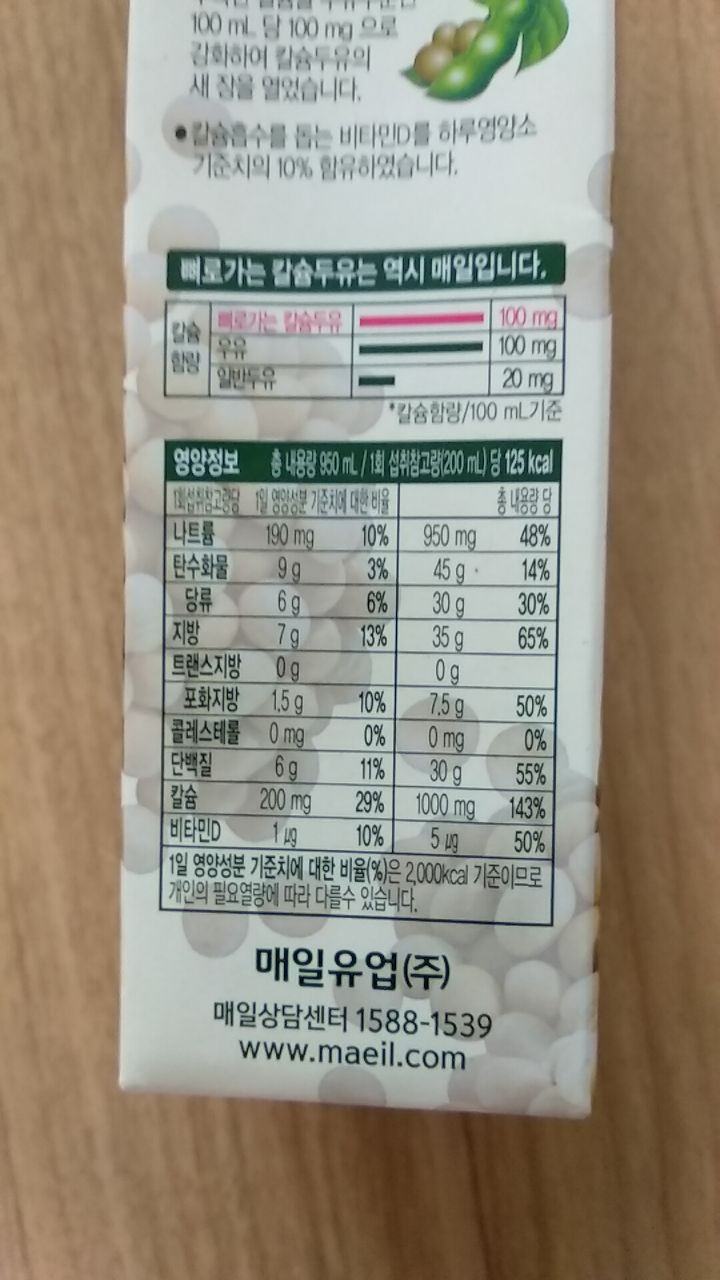 100 mL 당 100 mg 으로
강화하여 칼슘두유의
새 장을 열었습니다.
• 칼슘흡수를 돕는 비타민D를 하루영양소
기준치의 10% 함유하였습니다.
뼈로가는 칼슘두유는 역시 매일입니다.
칼슘 함량
뼈로가는 칼슘두유 100 mg
우유 100 mg
일반두유 20 mg
*칼슘함량/100 mL기준
영양정보 총 내용량 950 mL / 1회 섭취참고량(200 mL) 당 125 kcal
1회섭취참고량당 1일 영양성분 기준치에 대한 비율 총 내용량 당
나트륨 190 mg 10% 950 mg 48%
탄수화물 9 g 3% 45 g 14%
당류 6 g 6% 30 g 30%
지방 7 g 13% 35 g 65%
트랜스지방 0 g 0 g
포화지방 1.5 g 10% 7.5 g 50%
콜레스테롤 0 mg 0% 0 mg 0%
단백질 6 g 11% 30 g 55%
칼슘 200 mg 29% 1000 mg 143%
비타민D 1 µg 10% 5 µg 50%
1일 영양성분 기준치에 대한 비율(%)은 2,000kcal 기준이므로
개인의 필요열량에 따라 다를수 있습니다.
매일유업(주)
매일상담센터 1588-1539
www.maeil.com